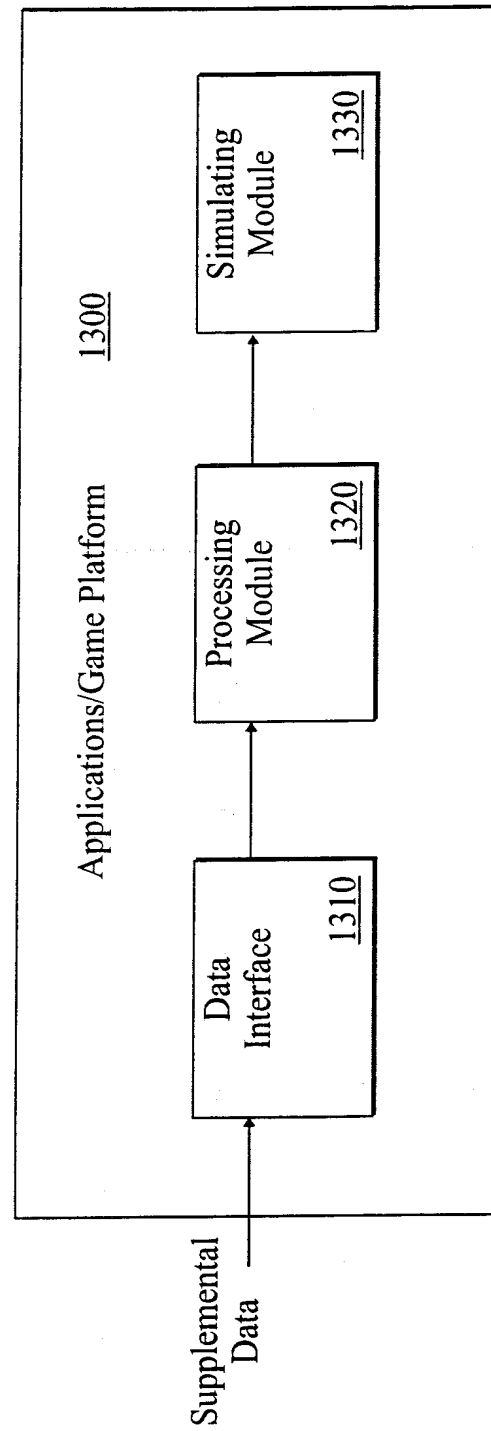 Applications/Game Platform
1300
Supplemental
Data
Data
Interface
1310
Processing
Module
1320
Simulating
Module
1330